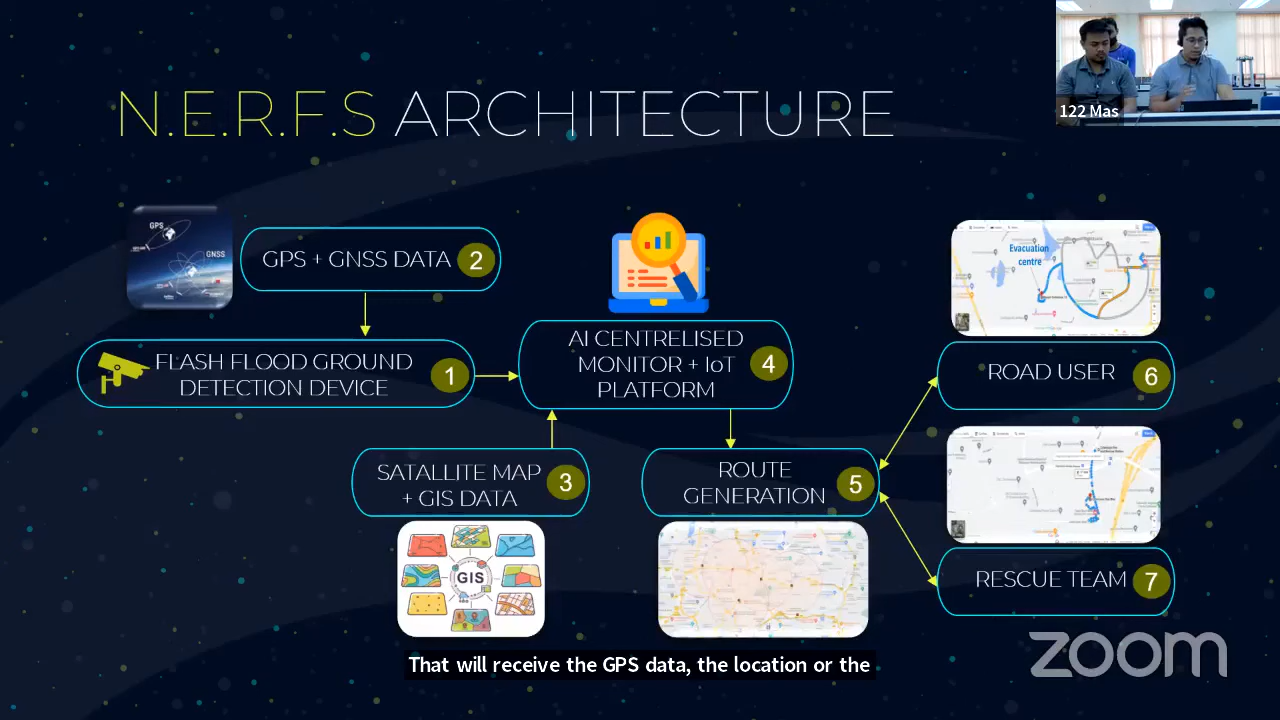 N.E.R.F.S ARCHITECTURE
122 Mas
GPS
GNSS
GPS + GNSS DATA 2
FLASH FLOOD GROUND
DETECTION DEVICE 1
AI CENTRELISED
MONITOR + IoT
PLATFORM 4
SATALLITE MAP
+ GIS DATA 3
GIS
ROUTE
GENERATION 5
Evacuation
centre
ROAD USER 6
RESCUE TEAM 7
That will receive the GPS data, the location or the
zoom